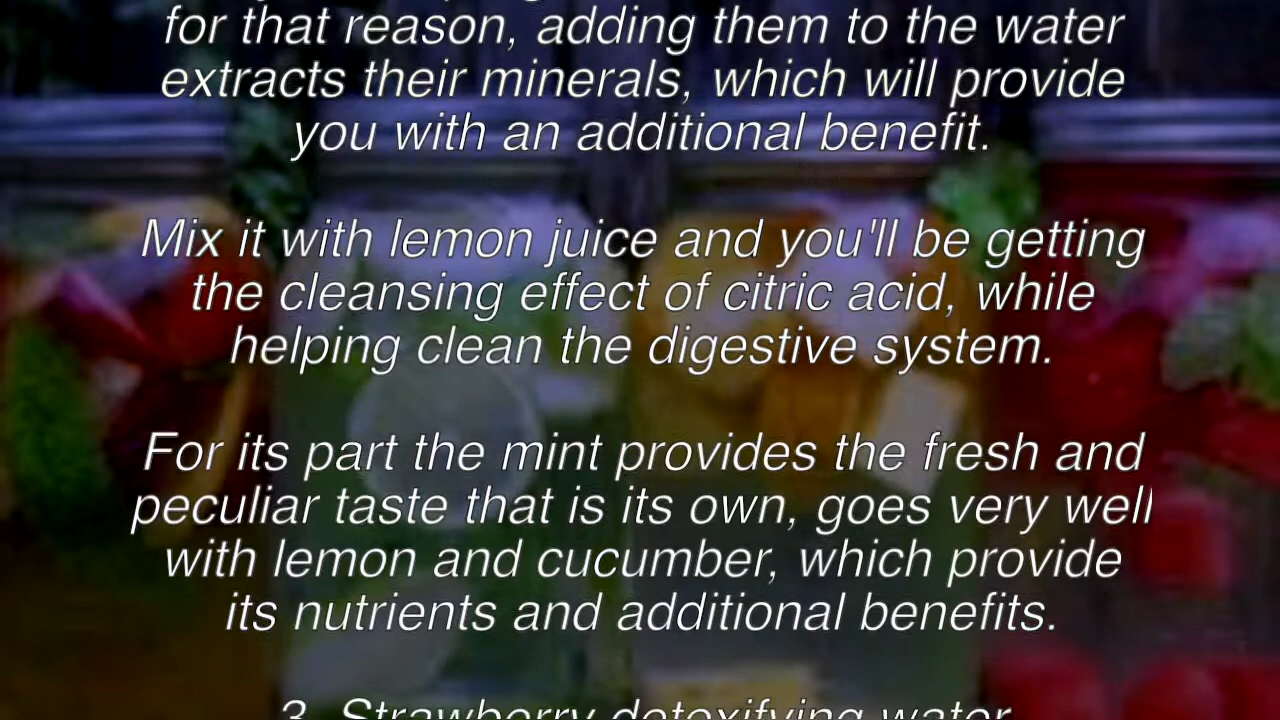 for that reason, adding them to the water
extracts their minerals, which will provide
you with an additional benefit.
Mix it with lemon juice and you'll be getting
the cleansing effect of citric acid, while
helping clean the digestive system.
For its part the mint provides the fresh and
peculiar taste that is its own, goes very well
with lemon and cucumber, which provide
its nutrients and additional benefits.
3. Strawberry detoxifying water